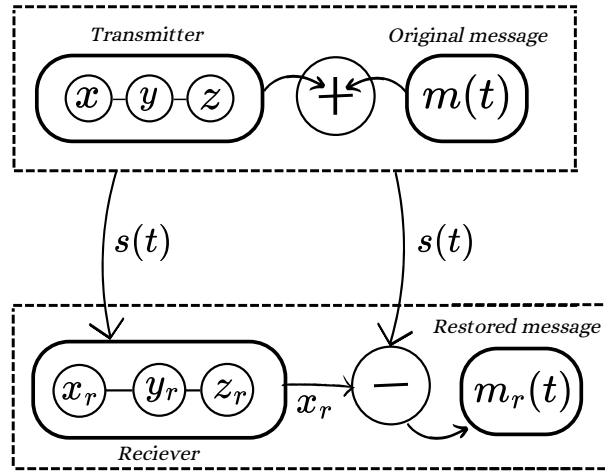 Transmitter
Original message
x y z + m(t)
s(t) s(t)
Restored message
x_r y_r z_r x_r − m_r(t)
Reciever